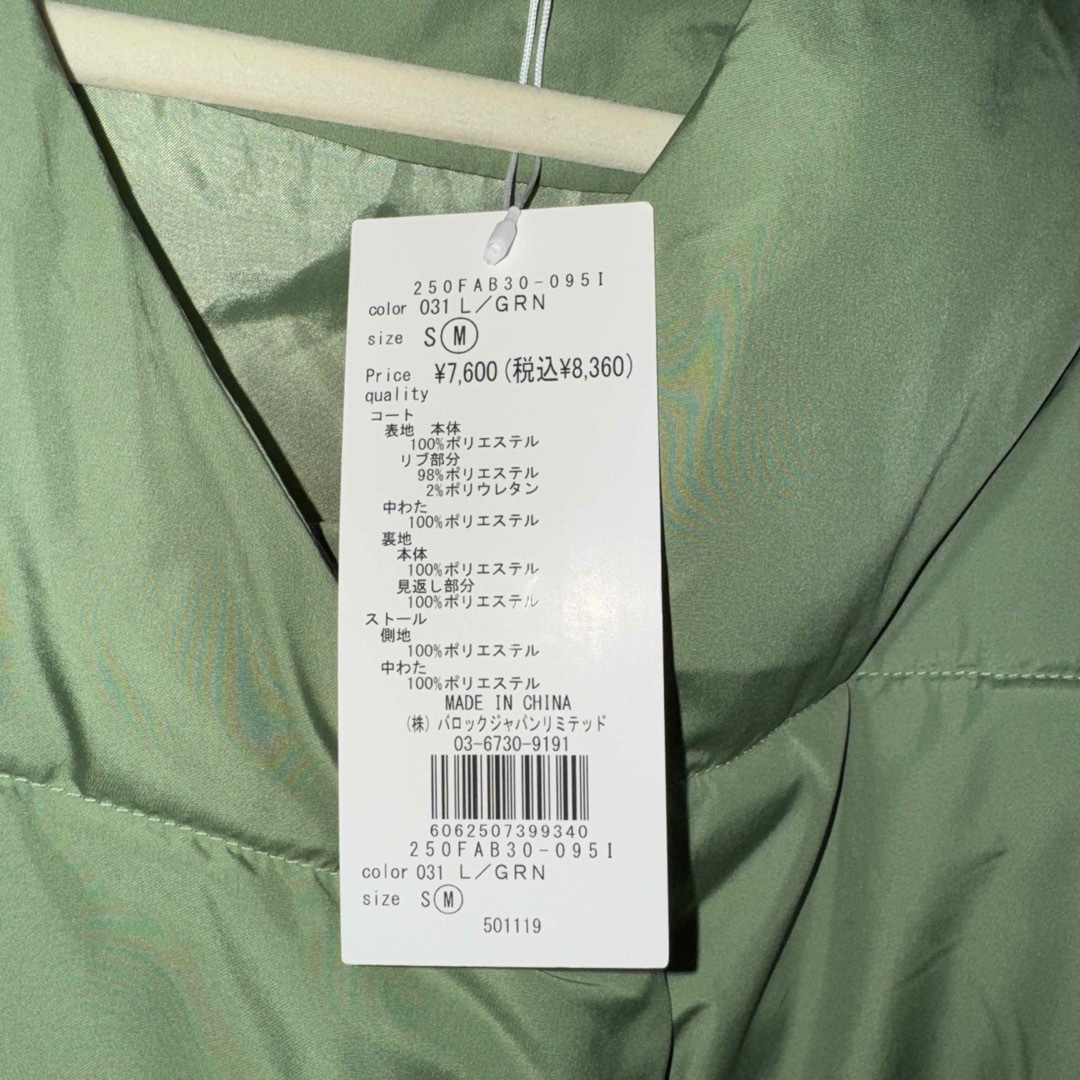 250FAB30-095I
color 031 L／GRN
size S Ⓜ
Price ¥7,600(税込¥8,360)
quality
コート
表地 本体
100%ポリエステル
リブ部分
98%ポリエステル
2%ポリウレタン
中わた
100%ポリエステル
裏地
本体
100%ポリエステル
見返し部分
100%ポリエステル
ストール
側地
100%ポリエステル
中わた
100%ポリエステル
MADE IN CHINA
(株)バロックジャパンリミテッド
03-6730-9191
6062507399340
250FAB30-095I
color 031 L／GRN
size S Ⓜ
501119